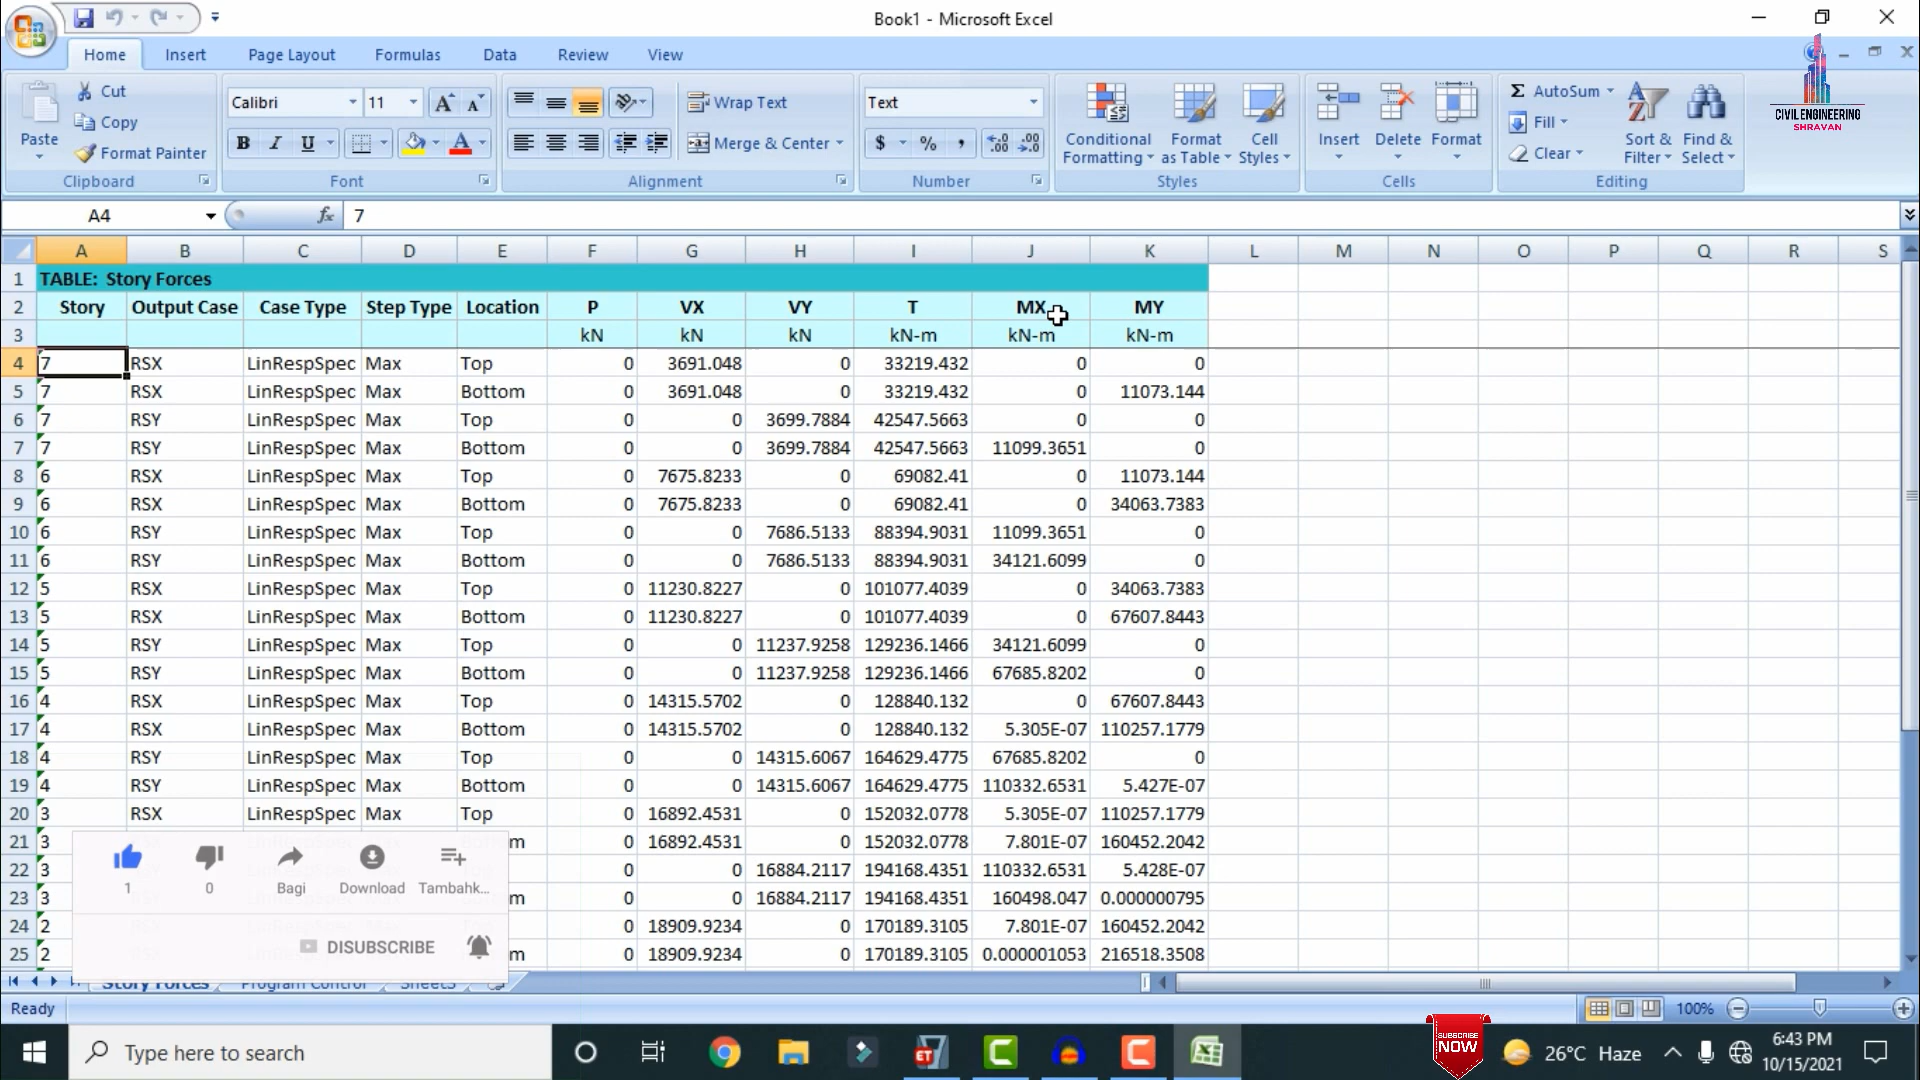 Book1 - Microsoft Excel
Home Insert Page Layout Formulas Data Review View
Paste Cut Copy Format Painter
Calibri 11 B I U
Wrap Text
Merge & Center
Text
$ % ,
Conditional Formatting Format as Table Cell Styles
Insert Delete Format
Σ AutoSum Fill Clear
Sort & Filter Find & Select
CIVIL ENGINEERING
SHRAVAN
Clipboard Font Alignment Number Styles Cells Editing
A4 fx 7
A B C D E F G H I J K L M N O P Q R S
1 TABLE: Story Forces
2 Story Output Case Case Type Step Type Location P VX VY T MX MY
3 kN kN kN kN-m kN-m kN-m
4 7 RSX LinRespSpec Max Top 0 3691.048 0 33219.432 0 0
5 7 RSX LinRespSpec Max Bottom 0 3691.048 0 33219.432 0 11073.144
6 7 RSY LinRespSpec Max Top 0 0 3699.7884 42547.5663 0 0
7 7 RSY LinRespSpec Max Bottom 0 0 3699.7884 42547.5663 11099.3651 0
8 6 RSX LinRespSpec Max Top 0 7675.8233 0 69082.41 0 11073.144
9 6 RSX LinRespSpec Max Bottom 0 7675.8233 0 69082.41 0 34063.7383
10 6 RSY LinRespSpec Max Top 0 0 7686.5133 88394.9031 11099.3651 0
11 6 RSY LinRespSpec Max Bottom 0 0 7686.5133 88394.9031 34121.6099 0
12 5 RSX LinRespSpec Max Top 0 11230.8227 0 101077.4039 0 34063.7383
13 5 RSX LinRespSpec Max Bottom 0 11230.8227 0 101077.4039 0 67607.8443
14 5 RSY LinRespSpec Max Top 0 0 11237.9258 129236.1466 34121.6099 0
15 5 RSY LinRespSpec Max Bottom 0 0 11237.9258 129236.1466 67685.8202 0
16 4 RSX LinRespSpec Max Top 0 14315.5702 0 128840.132 0 67607.8443
17 4 RSX LinRespSpec Max Bottom 0 14315.5702 0 128840.132 5.305E-07 110257.1779
18 4 RSY LinRespSpec Max Top 0 0 14315.6067 164629.4775 67685.8202 0
19 4 RSY LinRespSpec Max Bottom 0 0 14315.6067 164629.4775 110332.6531 5.427E-07
20 3 RSX LinRespSpec Max Top 0 16892.4531 0 152032.0778 5.305E-07 110257.1779
21 3 m 0 16892.4531 0 152032.0778 7.801E-07 160452.2042
22 3 0 0 16884.2117 194168.4351 110332.6531 5.428E-07
23 3 m 0 0 16884.2117 194168.4351 160498.047 0.000000795
24 2 0 18909.9234 0 170189.3105 7.801E-07 160452.2042
25 2 m 0 18909.9234 0 170189.3105 0.000001053 216518.3508
1 0 Bagi Download Tambahk...
DISUBSCRIBE
Story Forces Program Control Sheet3
Ready 100%
Type here to search
ET
SUBSCRIBE
NOW
26°C Haze
6:43 PM
10/15/2021